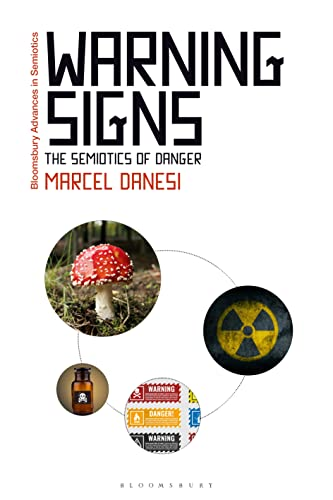 Bloomsbury Advances in Semiotics
WARNING
SIGNS
THE SEMIOTICS OF DANGER
MARCEL DANESI
WARNING
DANGER!
WARNING
BLOOMSBURY